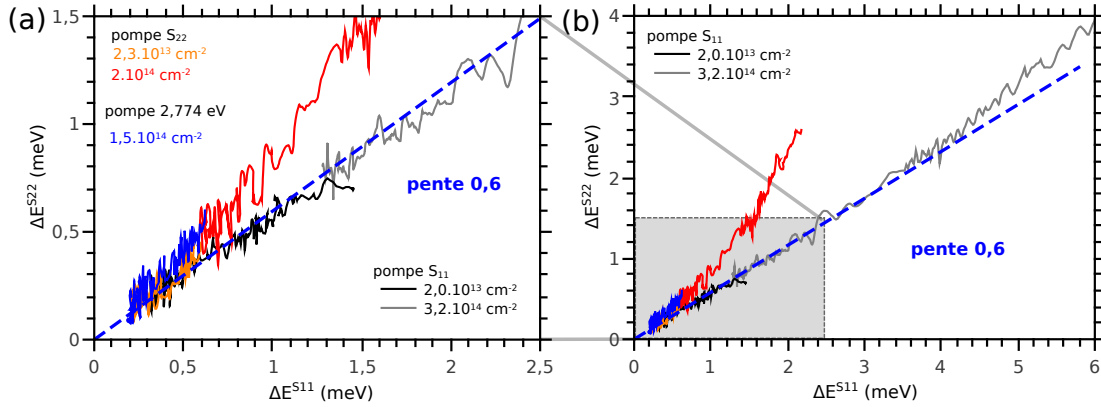 (a)
1,5
1
0,5
0
ΔE^S22 (meV)
pompe S₂₂
2,3.10¹³ cm⁻²
2.10¹⁴ cm⁻²
pompe 2,774 eV
1,5.10¹⁴ cm⁻²
pente 0,6
pompe S₁₁
2,0.10¹³ cm⁻²
3,2.10¹⁴ cm⁻²
0 0,5 1 1,5 2 2,5
ΔE^S11 (meV)
(b)
4
3
2
1
0
ΔE^S22 (meV)
pompe S₁₁
2,0.10¹³ cm⁻²
3,2.10¹⁴ cm⁻²
pente 0,6
0 1 2 3 4 5 6
ΔE^S11 (meV)